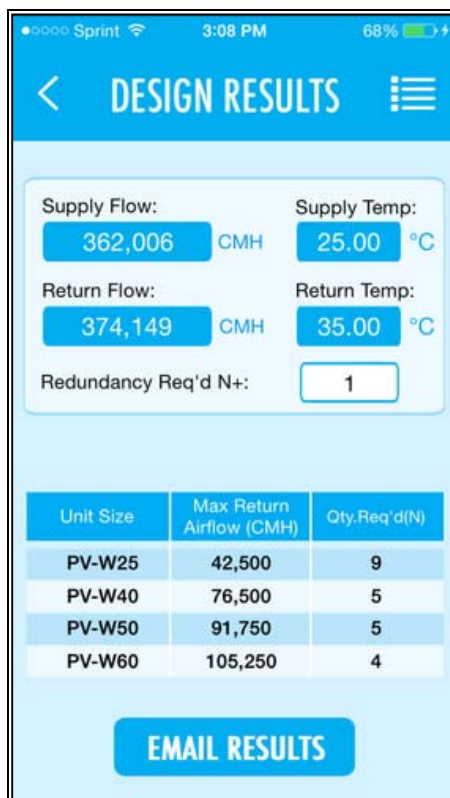 Sprint 3:08 PM 68%
DESIGN RESULTS
Supply Flow: Supply Temp:
362,006 CMH 25.00 °C
Return Flow: Return Temp:
374,149 CMH 35.00 °C
Redundancy Req'd N+: 1
Unit Size Max Return Airflow (CMH) Qty.Req'd(N)
PV-W25 42,500 9
PV-W40 76,500 5
PV-W50 91,750 5
PV-W60 105,250 4
EMAIL RESULTS